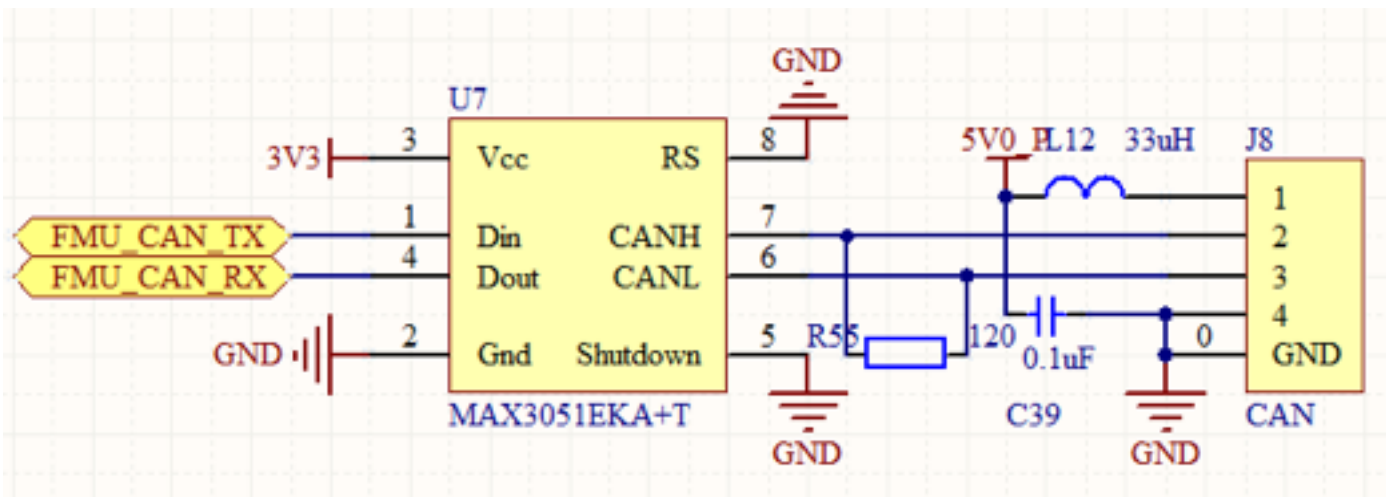 GND
U7
3V3
3
Vcc
RS
8
5V0_P
L12
33uH
J8
1
FMU_CAN_TX
1
Din
CANH
7
2
FMU_CAN_RX
4
Dout
CANL
6
3
4
GND
2
Gnd
Shutdown
5
R55
120
0.1uF
0
GND
MAX3051EKA+T
GND
C39
GND
CAN